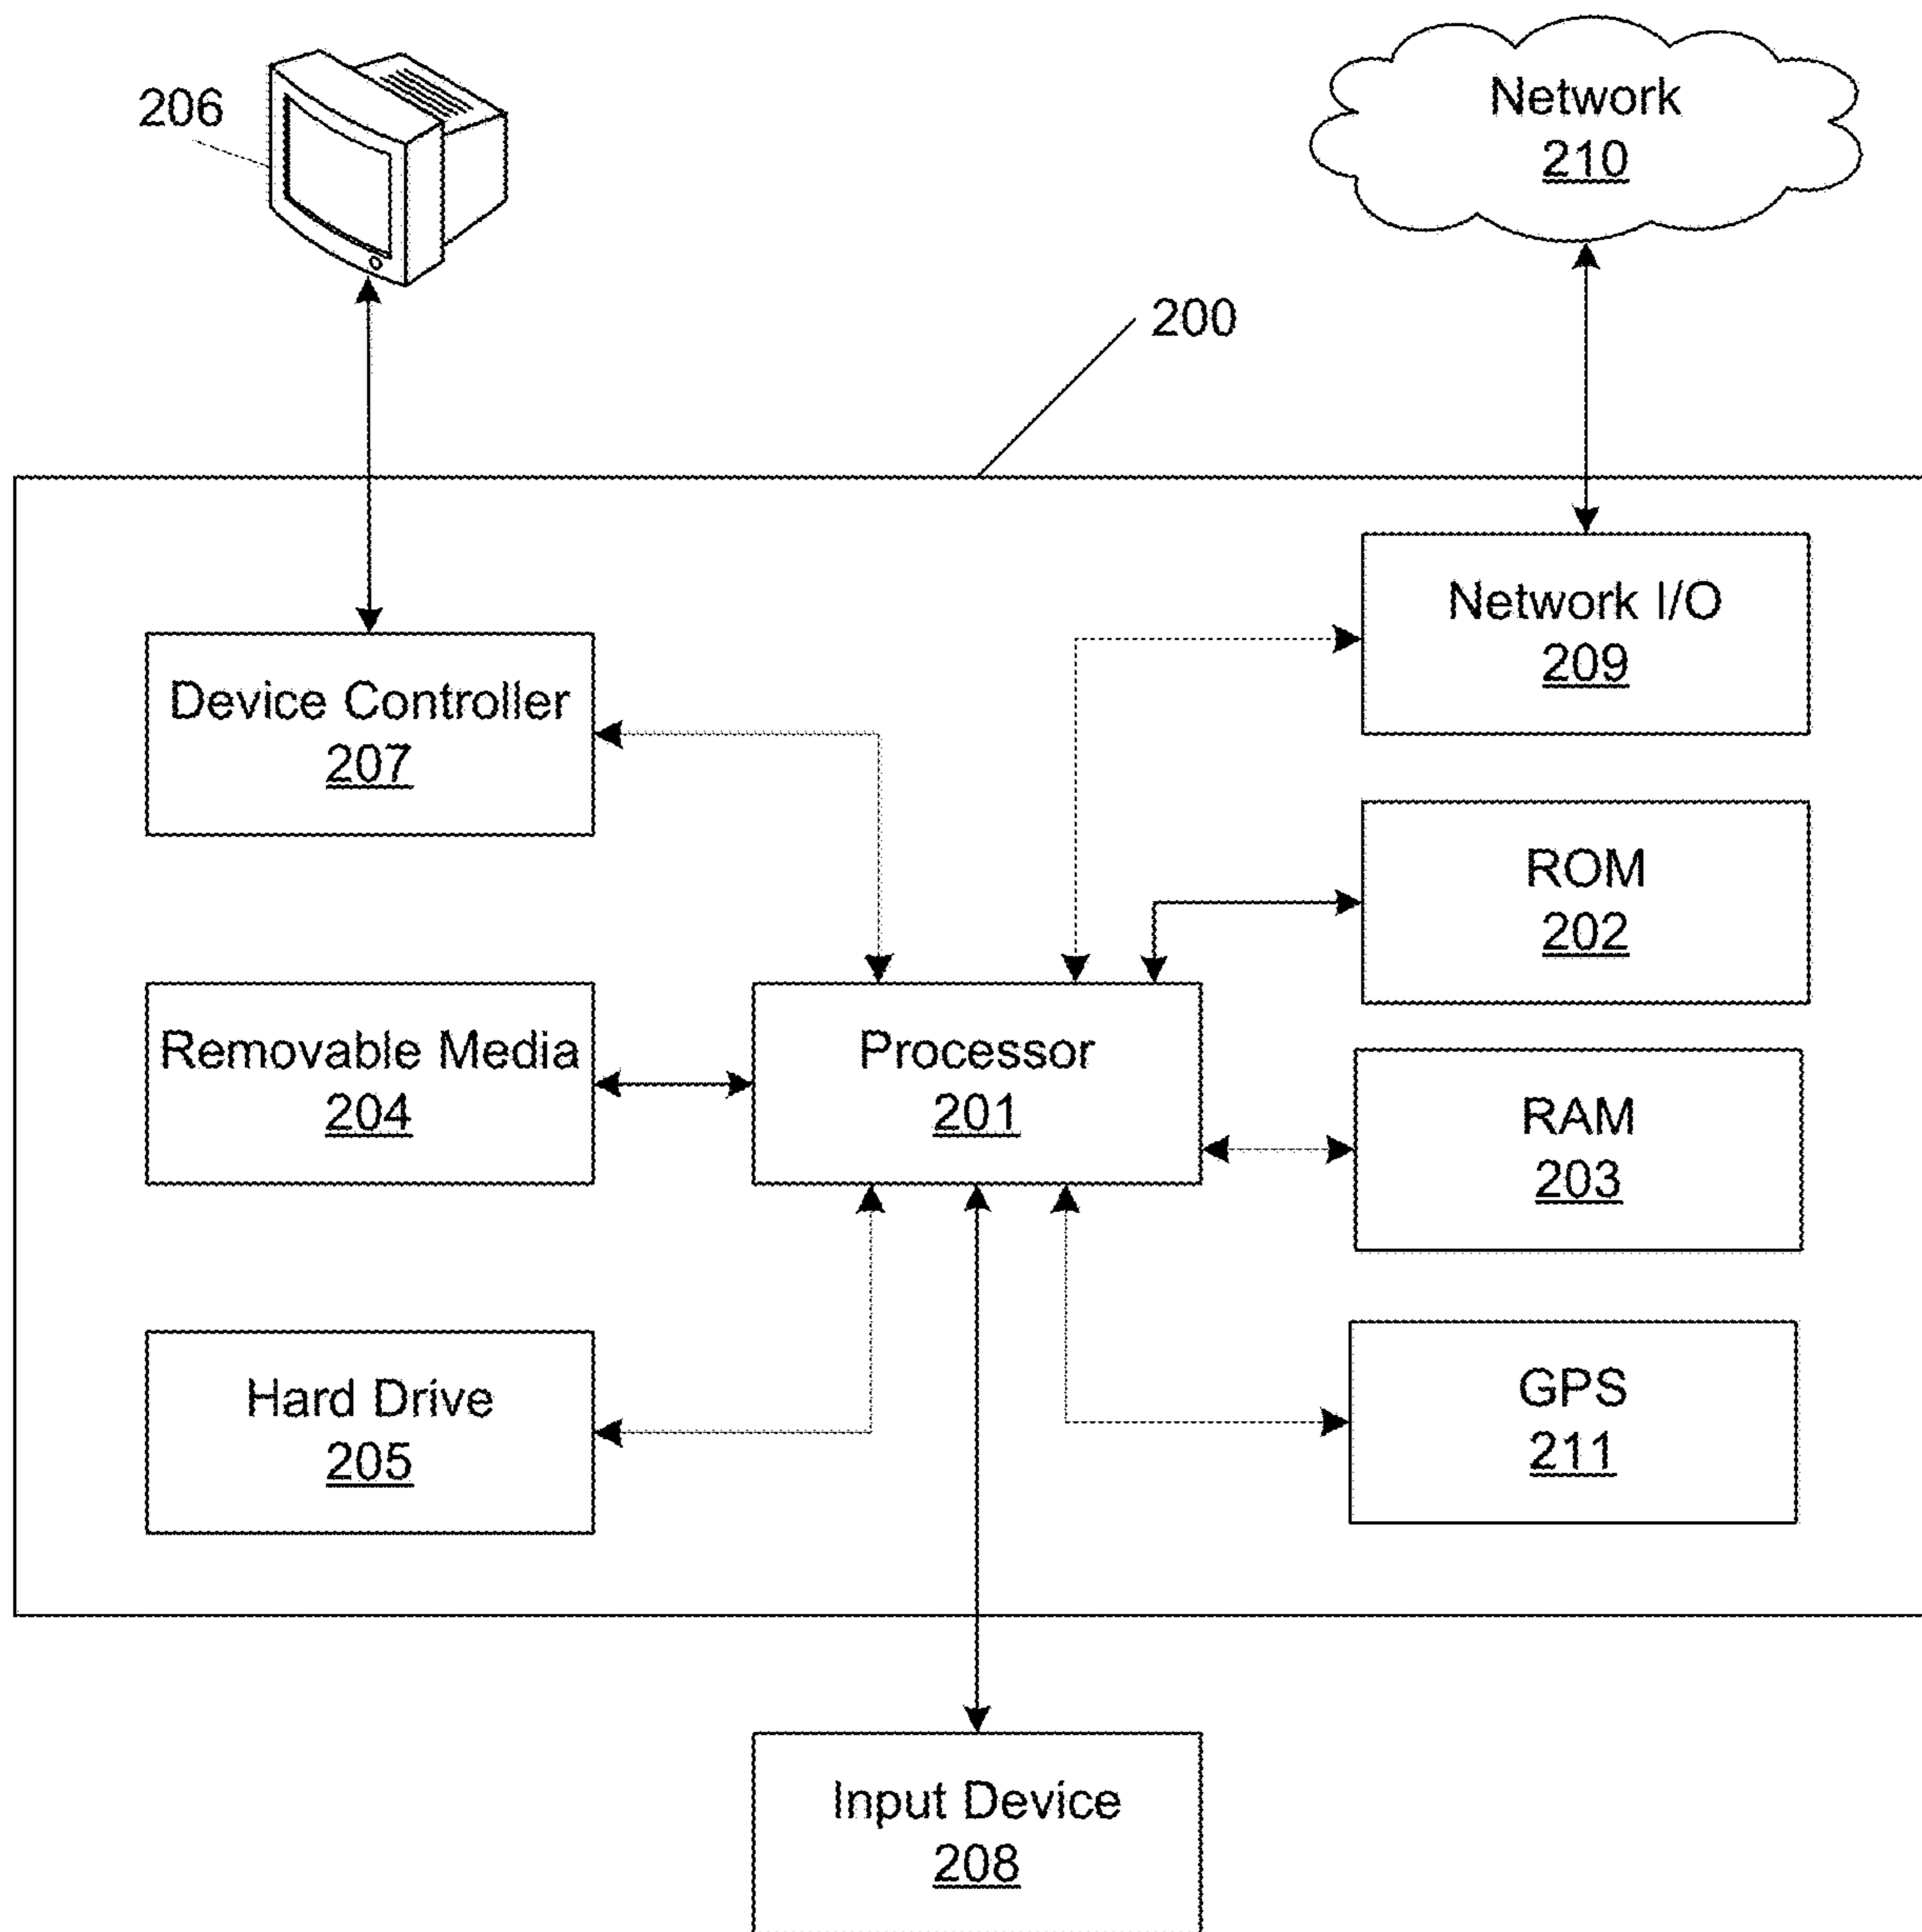 206
Network
210
200
Network I/O
209
Device Controller
207
ROM
202
Removable Media
204
Processor
201
RAM
203
Hard Drive
205
GPS
211
Input Device
208